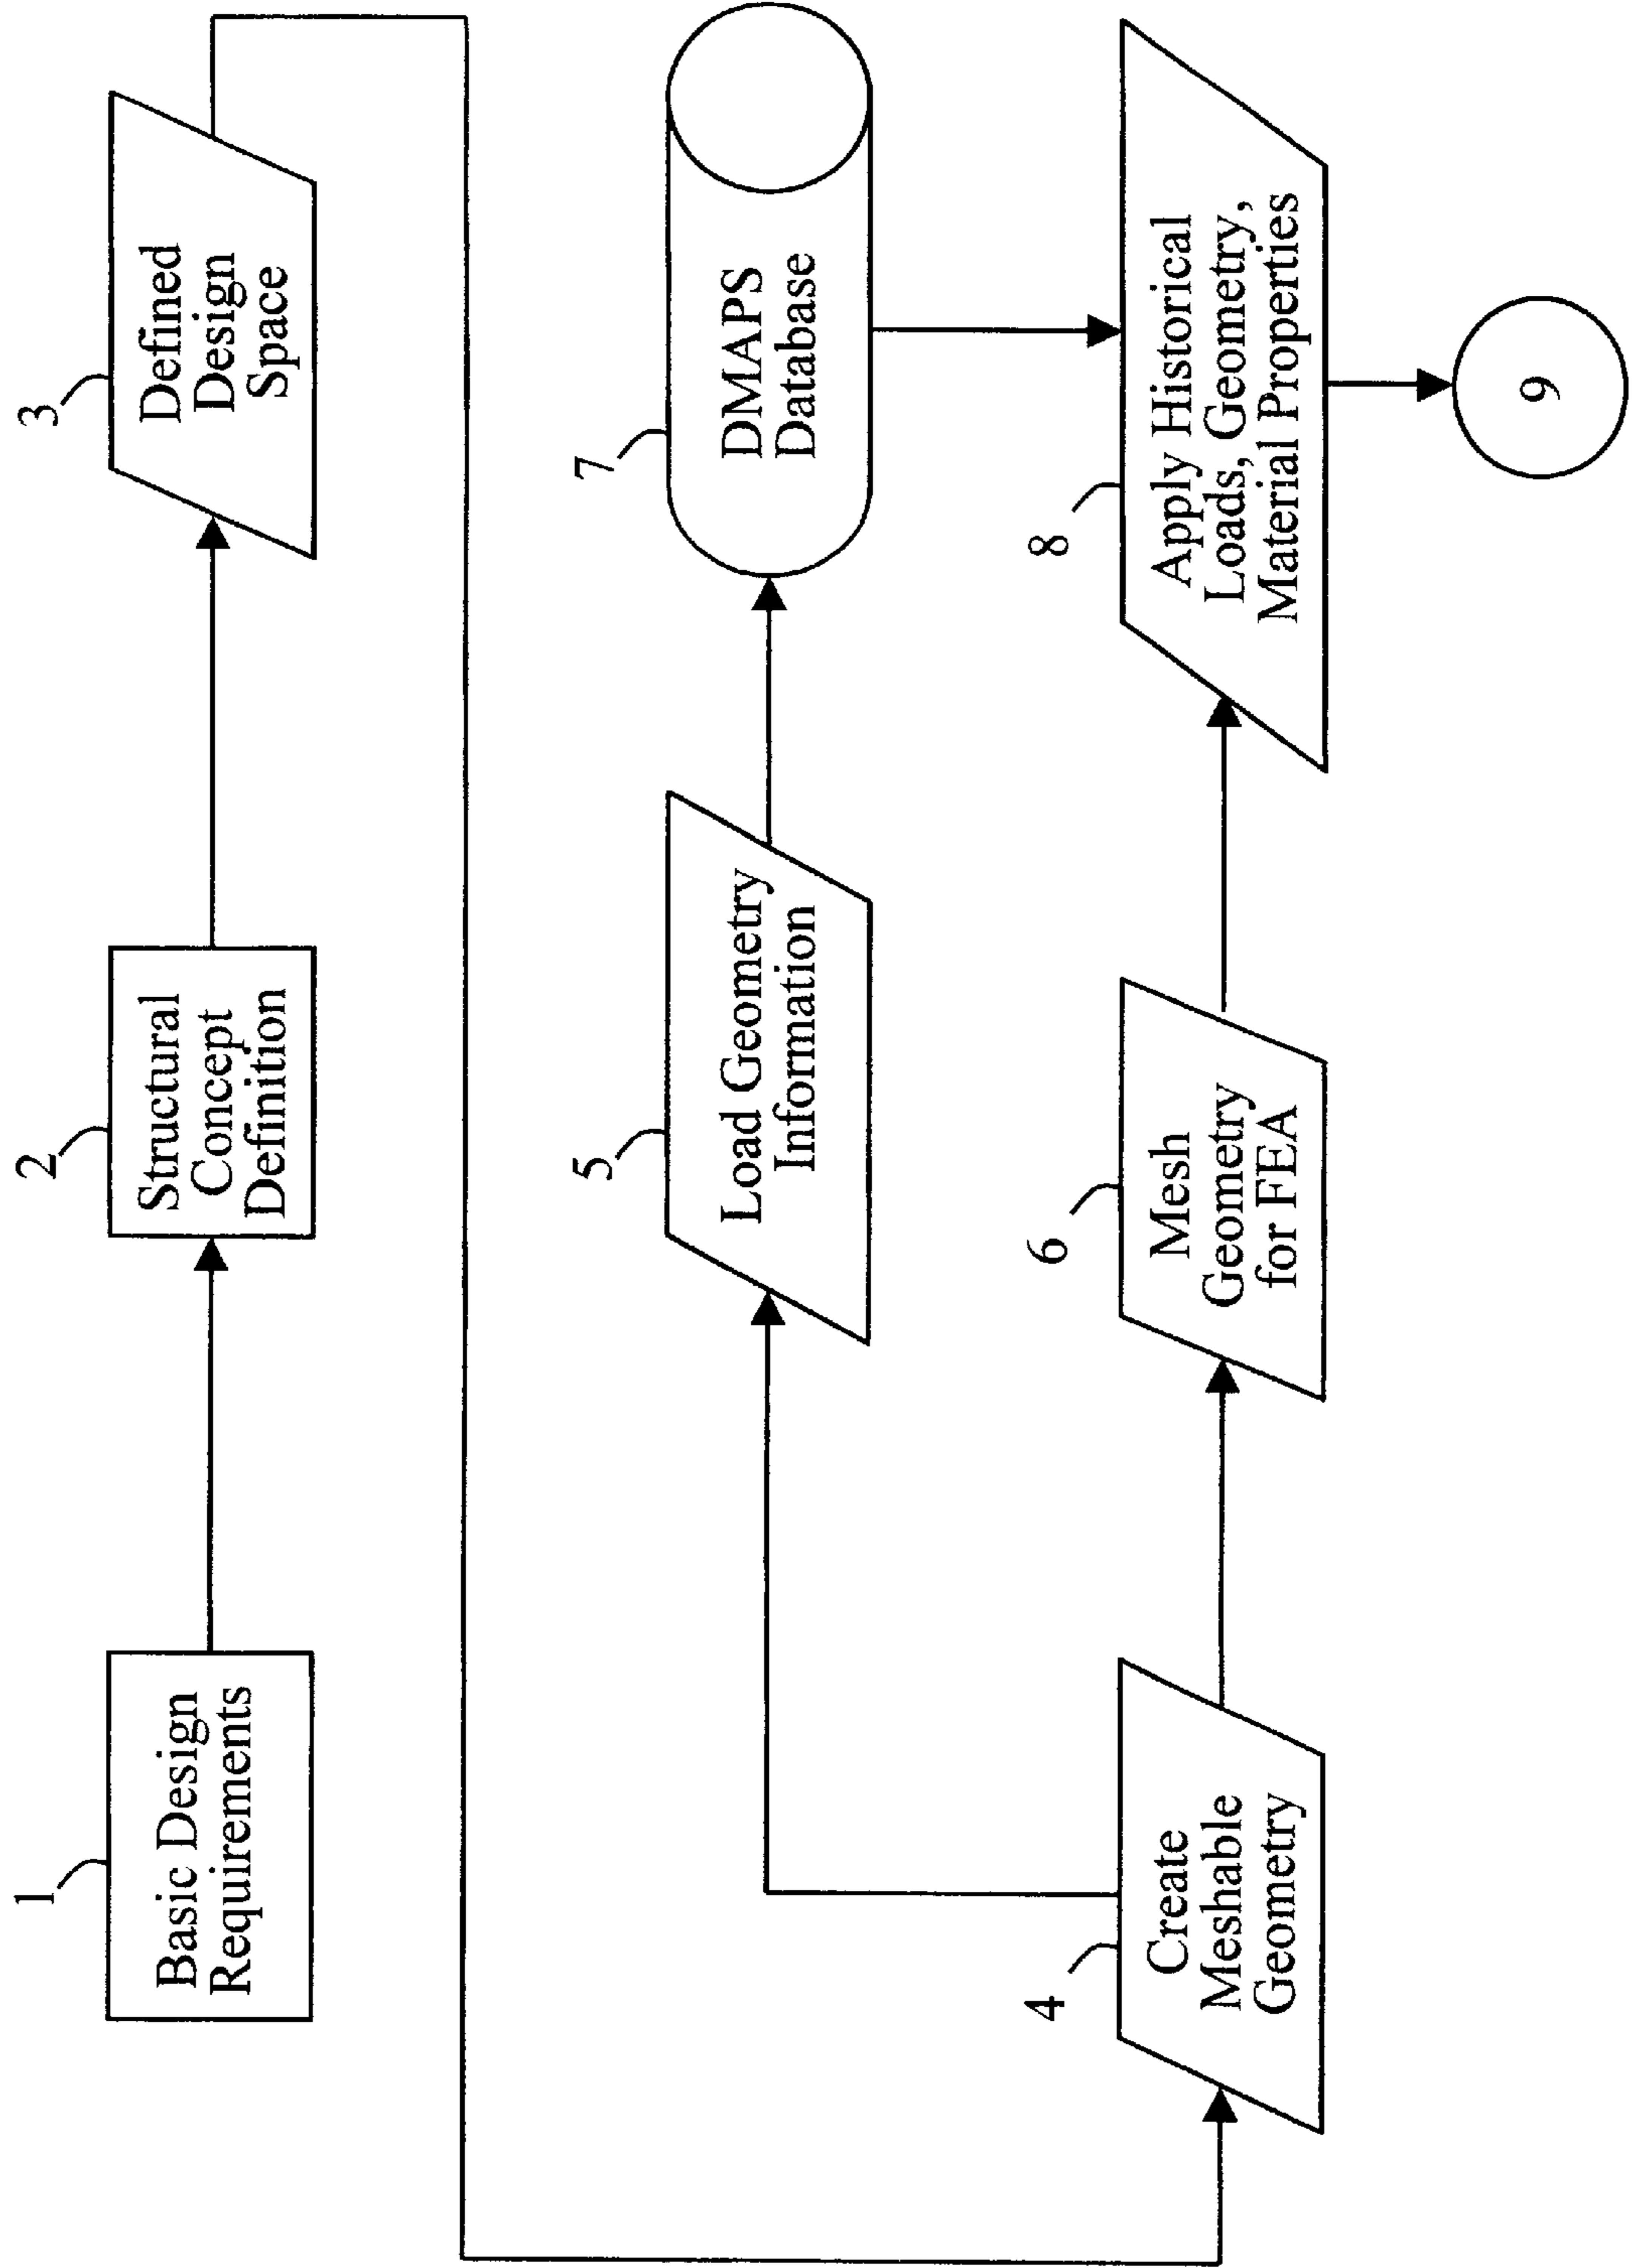 1
Basic Design
Requirements
2
Structural
Concept
Definition
3
Defined
Design
Space
5
Load Geometry
Information
7
DMAPS
Database
4
Create
Meshable
Geometry
6
Mesh
Geometry
for FEA
8
Apply Historical
Loads, Geometry,
Material Properties
9